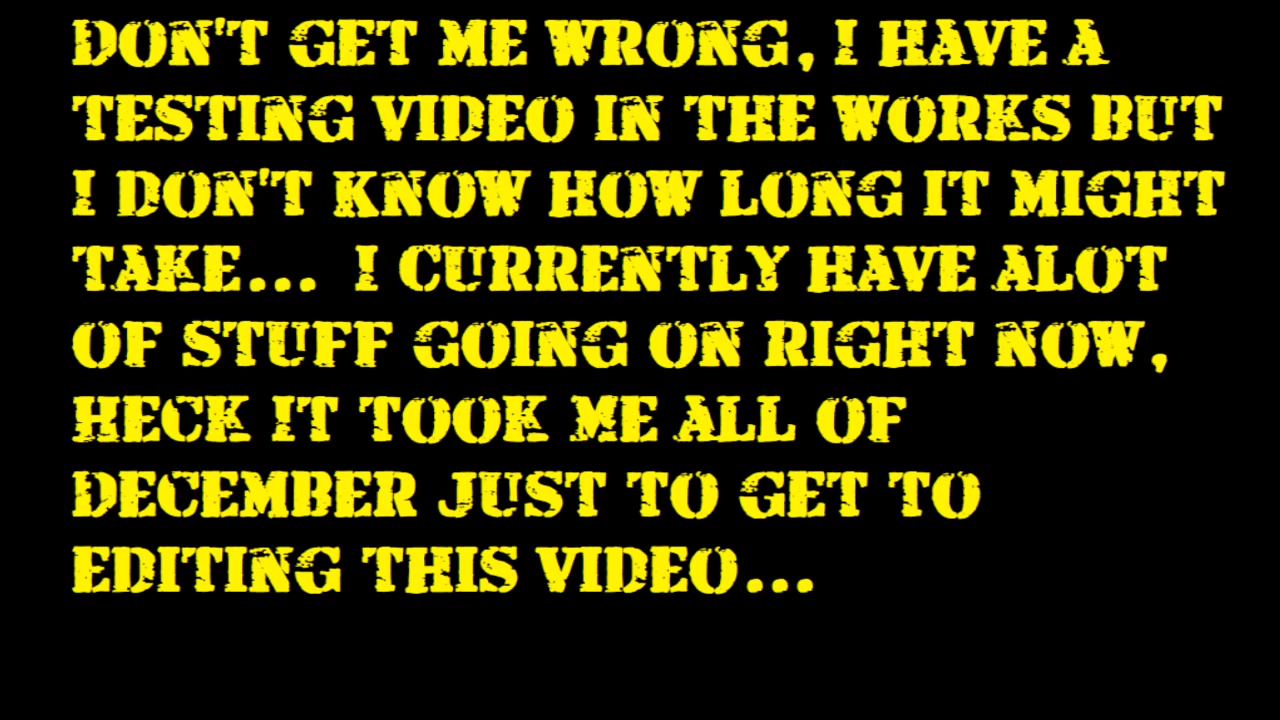 DON'T GET ME WRONG, I HAVE A
TESTING VIDEO IN THE WORKS BUT
I DON'T KNOW HOW LONG IT MIGHT
TAKE... I CURRENTLY HAVE ALOT
OF STUFF GOING ON RIGHT NOW,
HECK IT TOOK ME ALL OF
DECEMBER JUST TO GET TO
EDITING THIS VIDEO...